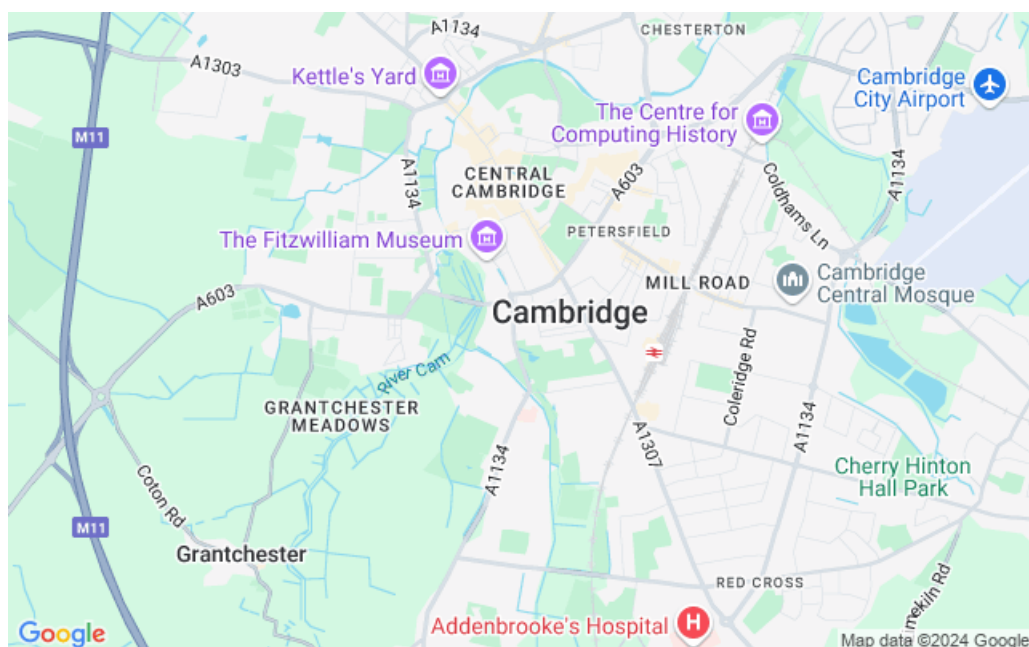 A1134
CHESTERTON
A1303
Kettle's Yard
Cambridge
City Airport
The Centre for
Computing History
M11
A1134
CENTRAL
CAMBRIDGE
A603
Coldhams Ln
A1134
The Fitzwilliam Museum
PETERSFIELD
MILL ROAD
Cambridge
Central Mosque
A603
Cambridge
River Cam
Coleridge Rd
GRANTCHESTER
MEADOWS
A1134
A1307
A1134
Coton Rd
Cherry Hinton
Hall Park
M11
Grantchester
RED CROSS
Addenbrooke's Hospital
H
Google
Map data ©2024 Google